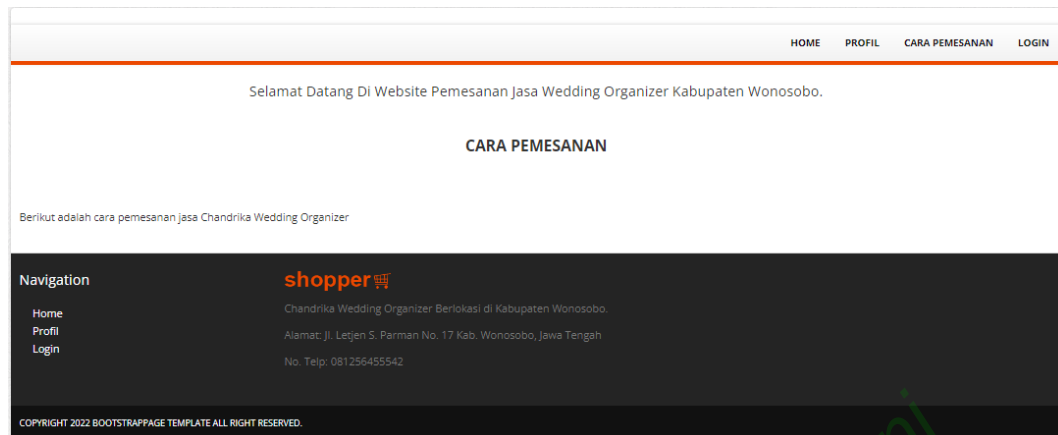 HOME PROFIL CARA PEMESANAN LOGIN
Selamat Datang Di Website Pemesanan Jasa Wedding Organizer Kabupaten Wonosobo.
CARA PEMESANAN
Berikut adalah cara pemesanan jasa Chandrika Wedding Organizer
Navigation
Home
Profil
Login
shopper
Chandrika Wedding Organizer Berlokasi di Kabupaten Wonosobo.
Alamat: Jl. Letjen S. Parman No. 17 Kab. Wonosobo, Jawa Tengah
No. Telp: 081256455542
COPYRIGHT 2022 BOOTSTRAPPAGE TEMPLATE ALL RIGHT RESERVED.